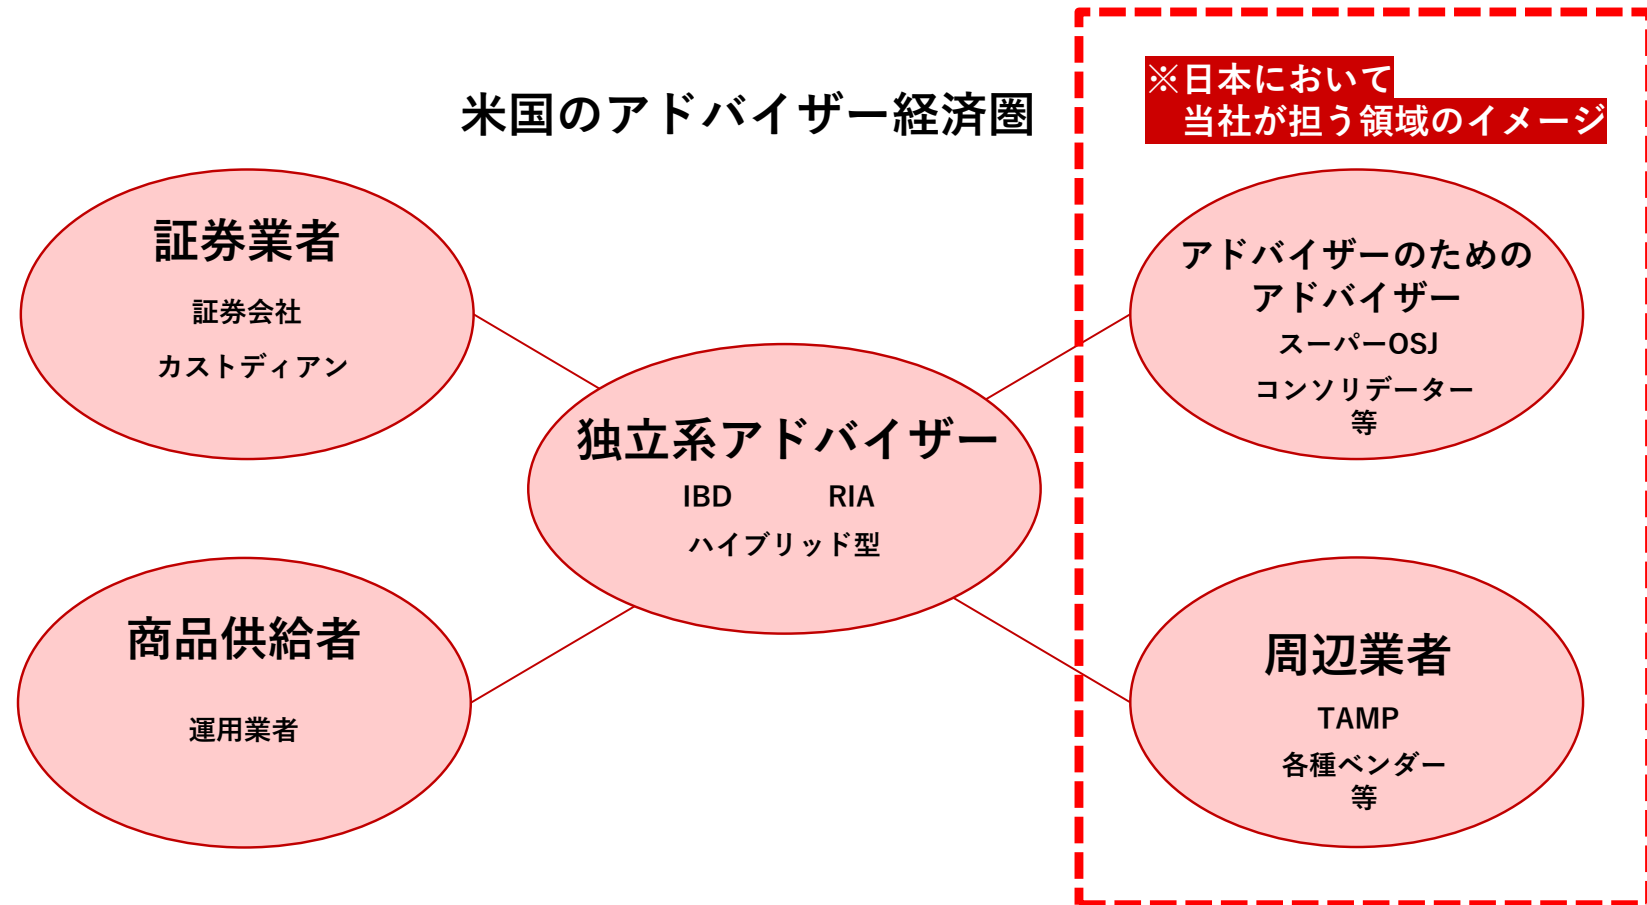 米国のアドバイザー経済圏
※日本において
当社が担う領域のイメージ
証券業者
証券会社
カストディアン
アドバイザーのための
アドバイザー
スーパーOSJ
コンソリデーター
等
独立系アドバイザー
IBD RIA
ハイブリッド型
商品供給者
運用業者
周辺業者
TAMP
各種ベンダー
等